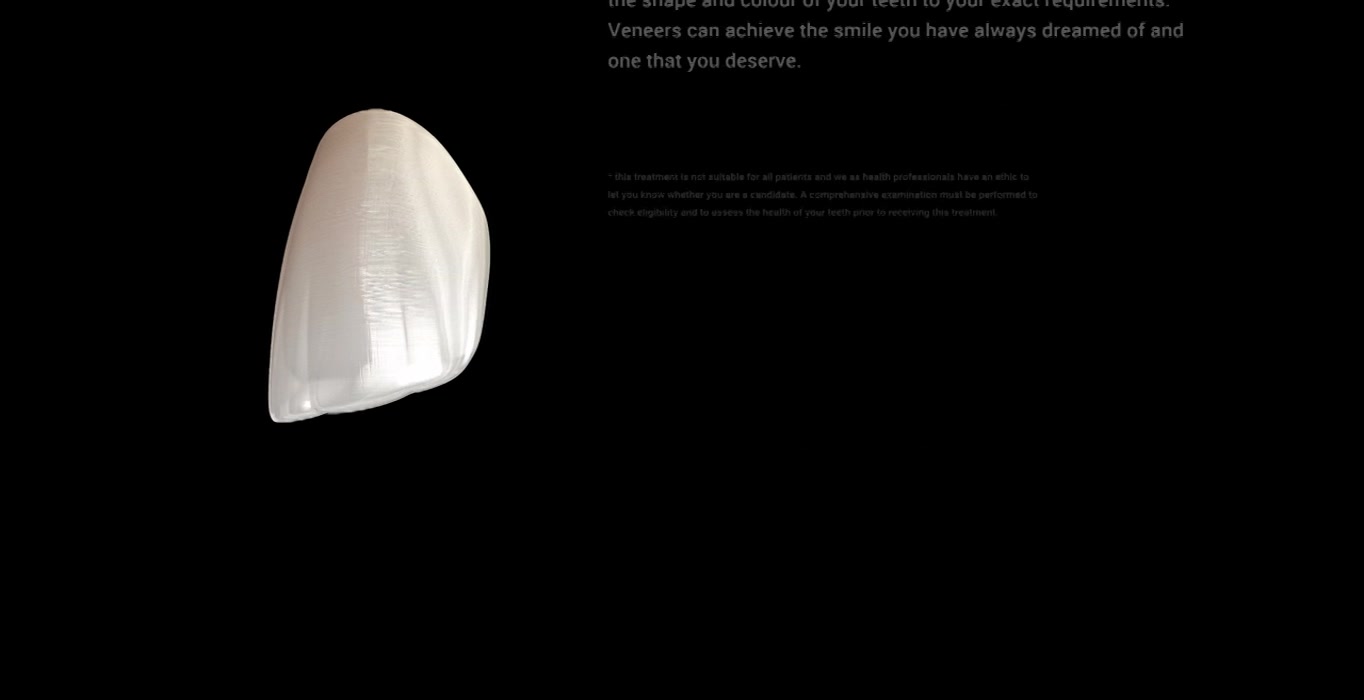 the shape and colour of your teeth to your exact requirements.
Veneers can achieve the smile you have always dreamed of and
one that you deserve.
* this treatment is not suitable for all patients and we as health professionals have an ethic to
let you know whether you are a candidate. A comprehensive examination must be performed to
check eligibility and to assess the health of your teeth prior to receiving this treatment.